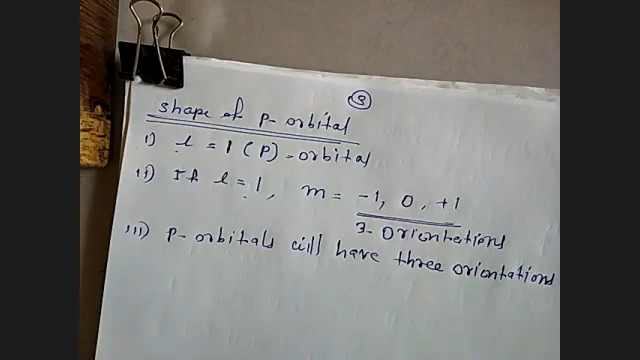 ③
shape of p-orbital
i) l = 1 (p)-orbital
ii) If l = 1, m = -1, 0, +1
3-Orientations
iii) p-orbitals will have three orientations